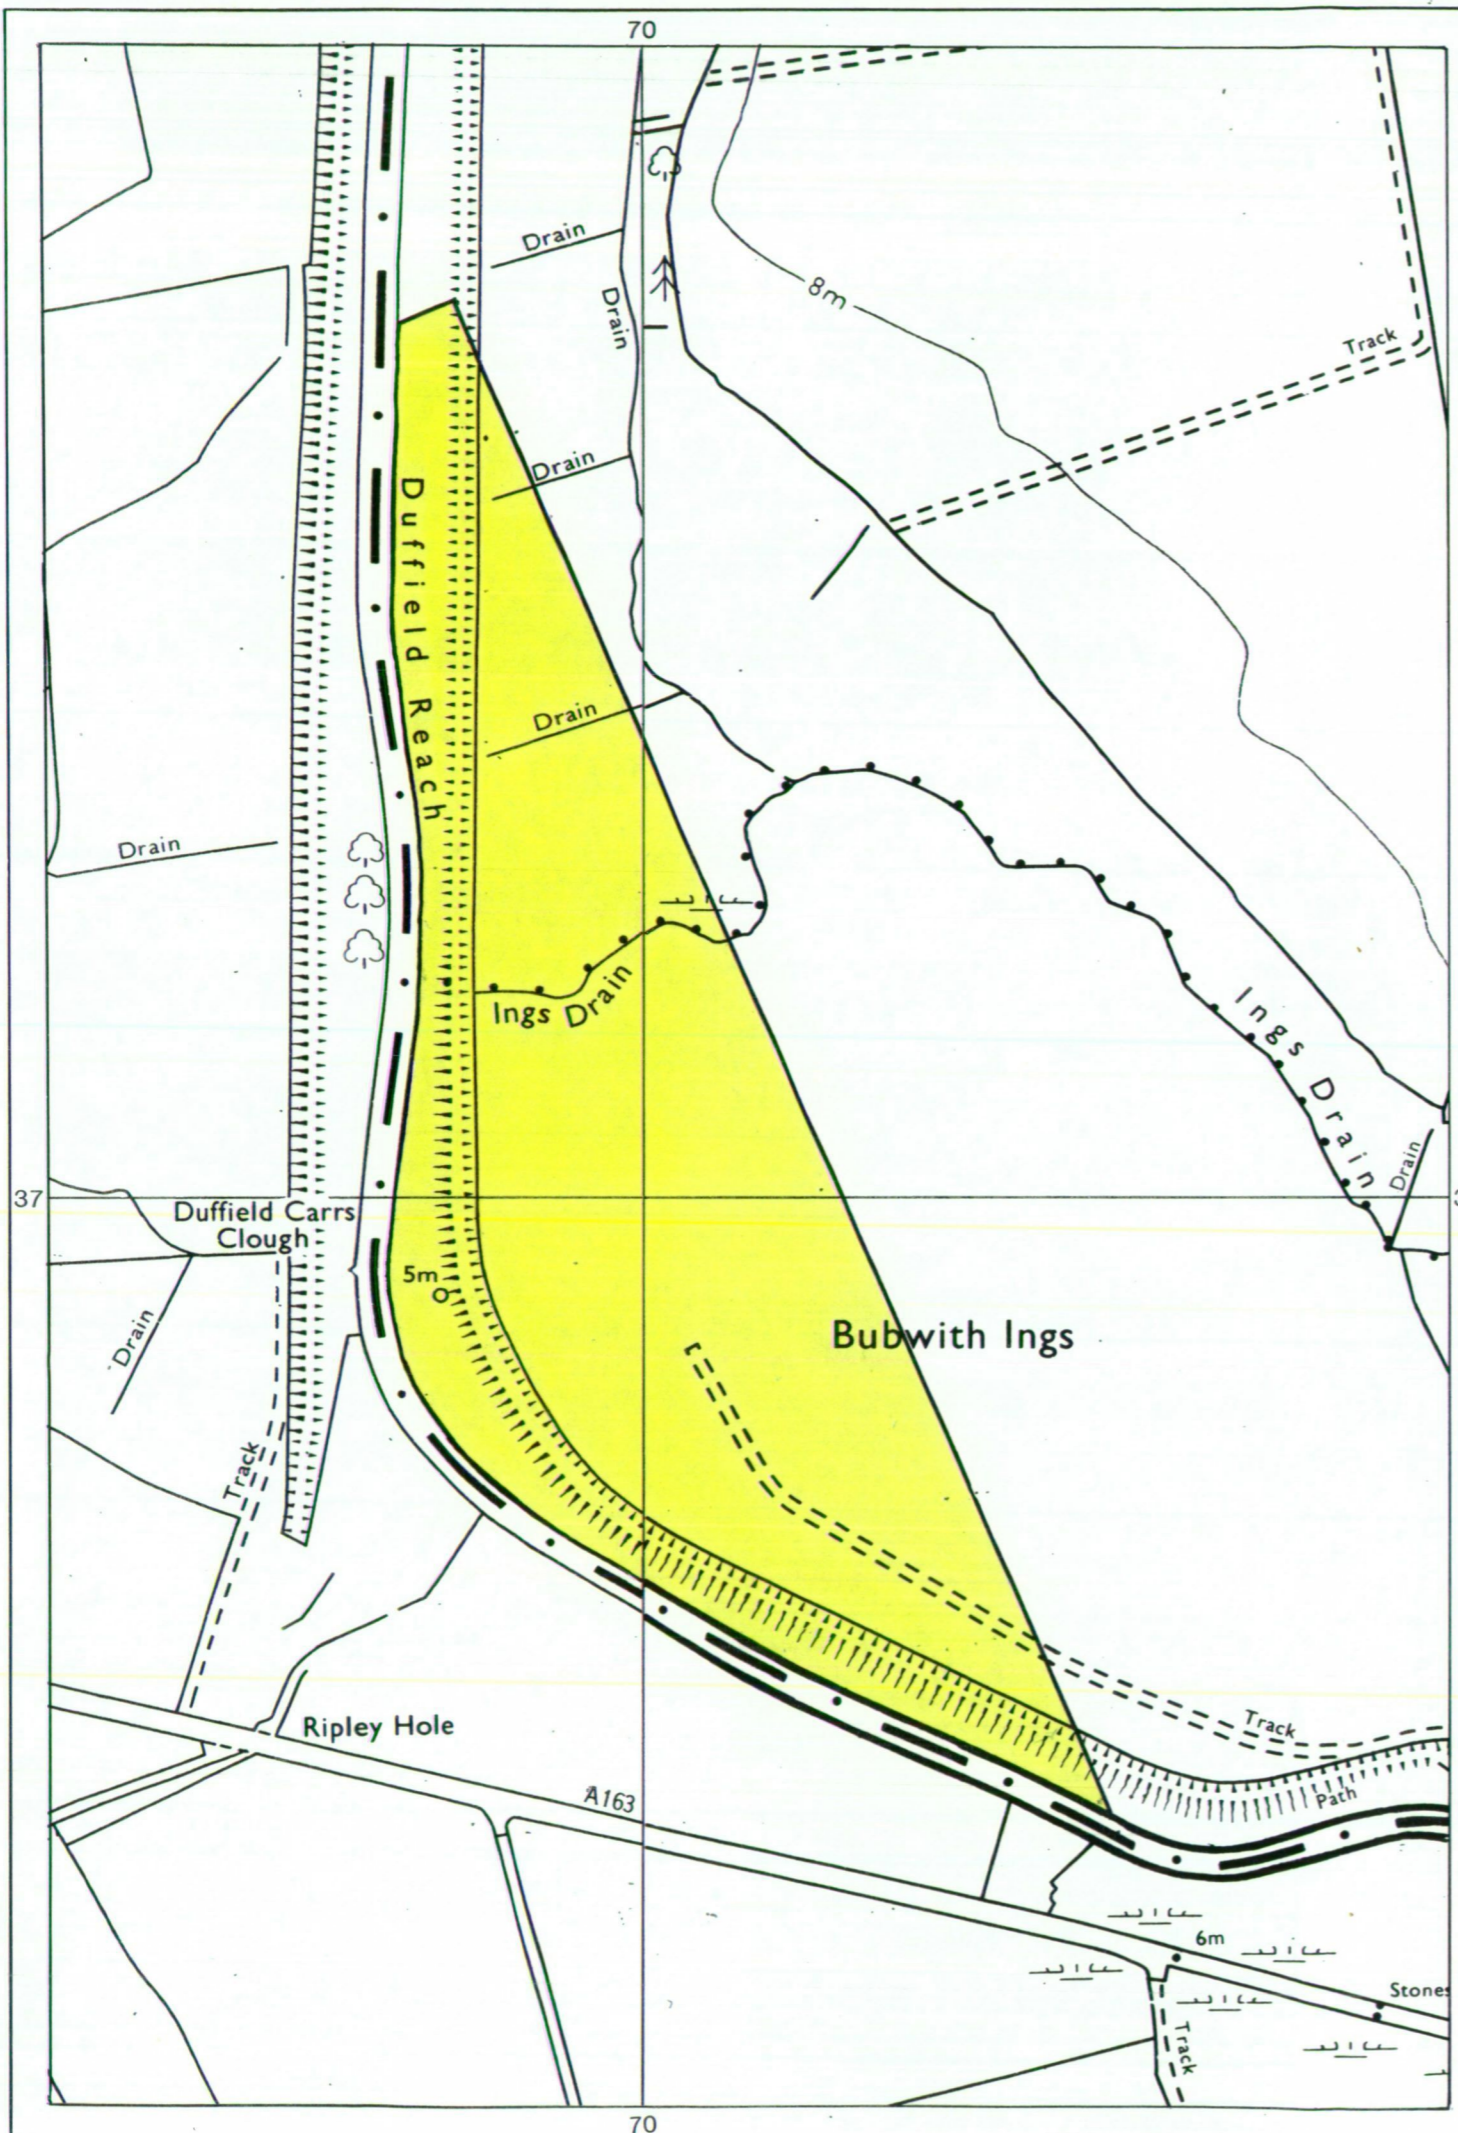 70
Drain
Drain
8m
Track
Drain
Duffield Reach
Drain
Drain
Ings Drain
Ings Drain
Drain
37
Duffield Carrs
Clough
5m
Drain
Bubwith Ings
Track
Ripley Hole
Track
A163
Path
6m
Stones
Track
70